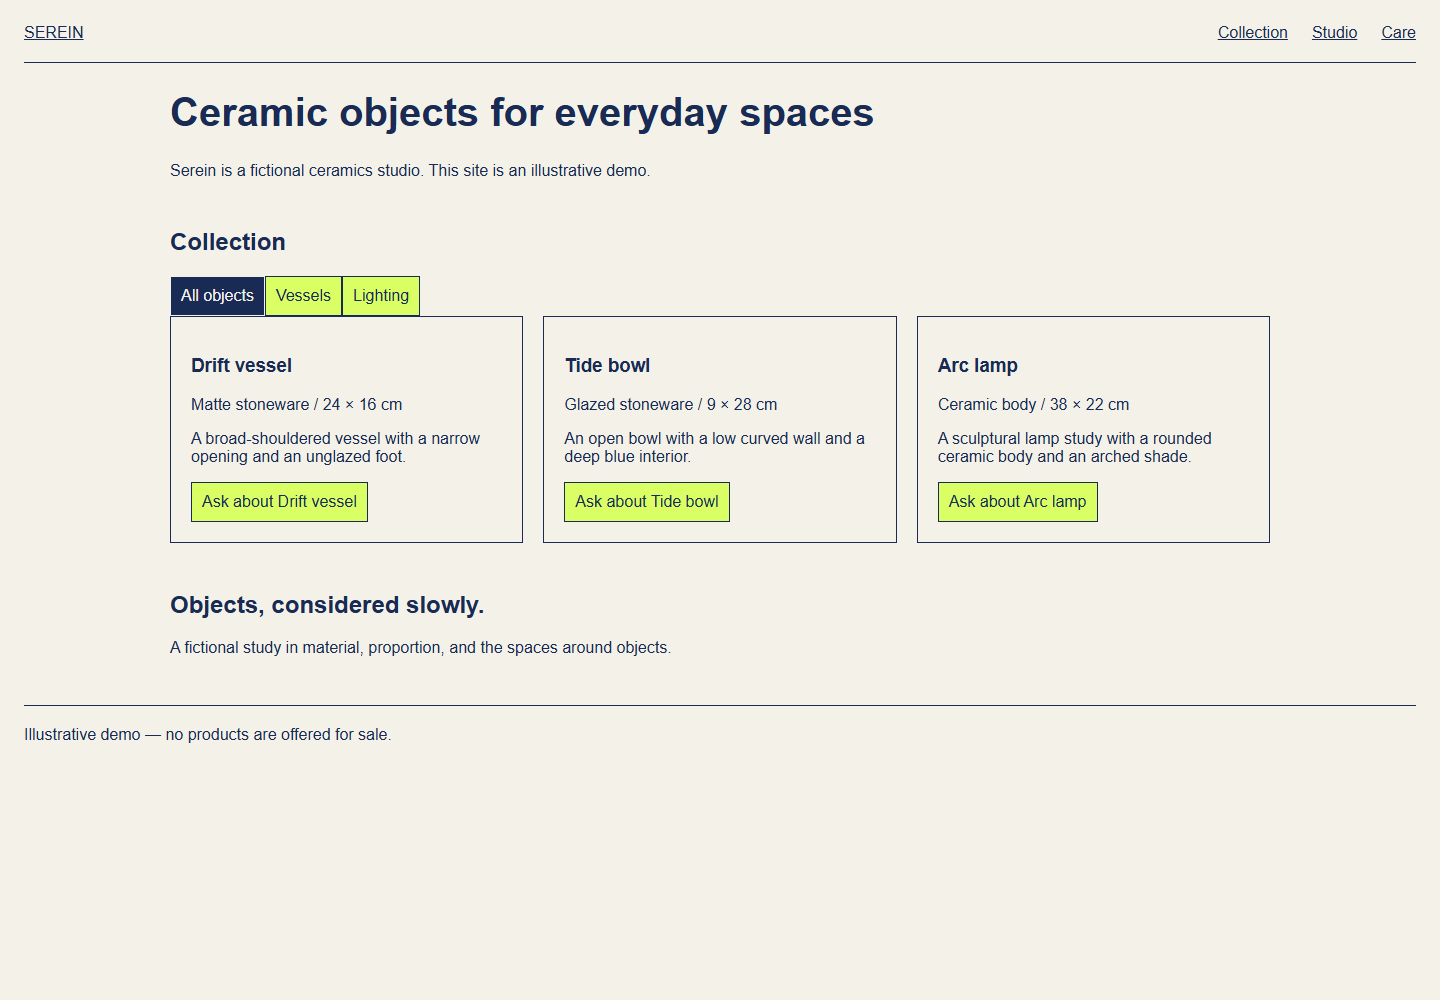 SEREIN
Collection Studio Care
Ceramic objects for everyday spaces
Serein is a fictional ceramics studio. This site is an illustrative demo.
Collection
All objects Vessels Lighting
Drift vessel
Matte stoneware / 24 × 16 cm
A broad-shouldered vessel with a narrow
opening and an unglazed foot.
Ask about Drift vessel
Tide bowl
Glazed stoneware / 9 × 28 cm
An open bowl with a low curved wall and a
deep blue interior.
Ask about Tide bowl
Arc lamp
Ceramic body / 38 × 22 cm
A sculptural lamp study with a rounded
ceramic body and an arched shade.
Ask about Arc lamp
Objects, considered slowly.
A fictional study in material, proportion, and the spaces around objects.
Illustrative demo — no products are offered for sale.